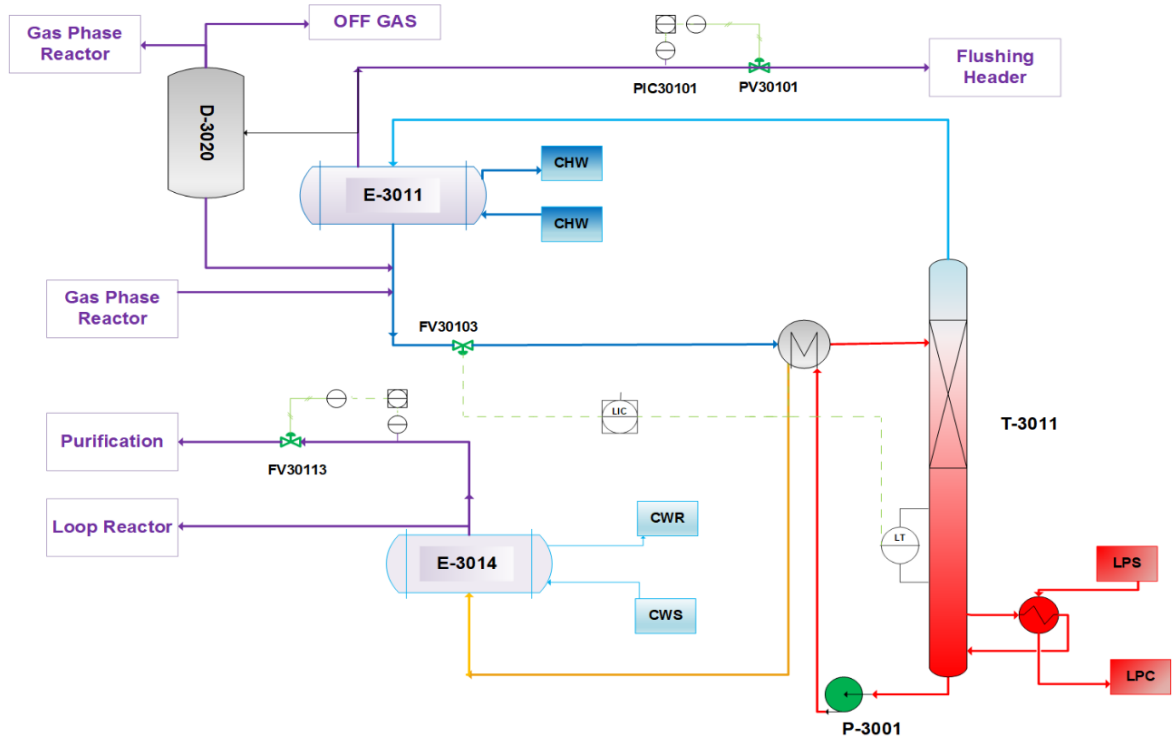 OFF GAS
Gas Phase
Reactor
Flushing
Header
PIC30101
PV30101
D-3020
E-3011
CHW
CHW
Gas Phase
Reactor
FV30103
LIC
T-3011
Purification
FV30113
Loop Reactor
LT
CWR
E-3014
LPS
CWS
LPC
P-3001